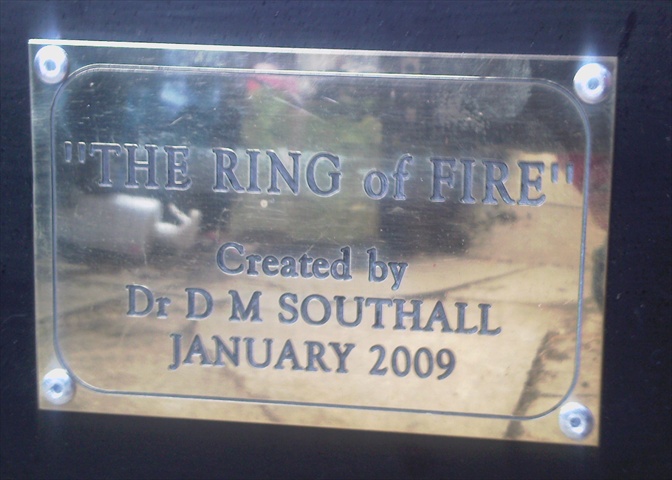 "THE RING of FIRE"
Created by
Dr D M SOUTHALL
JANUARY 2009